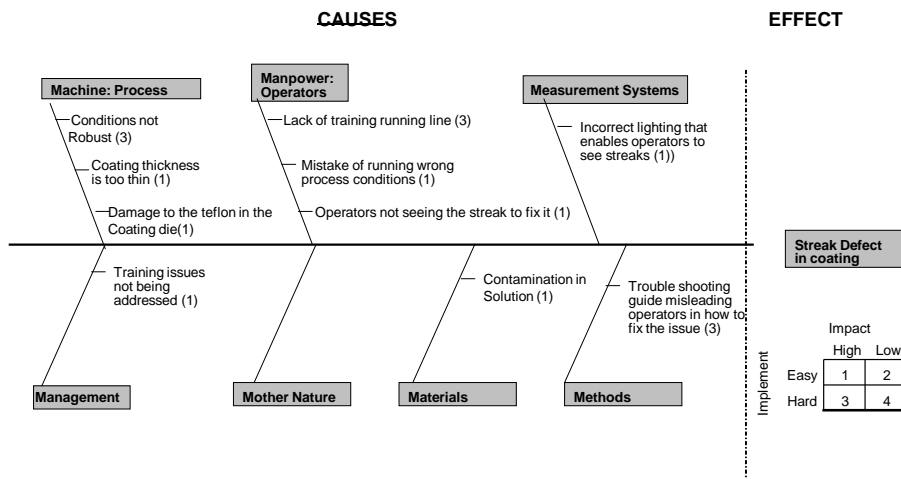 CAUSES
EFFECT
Machine: Process
Manpower:
Operators
Measurement Systems
Conditions not
Robust (3)
Coating thickness
is too thin (1)
Damage to the teflon in the
Coating die(1)
Lack of training running line (3)
Mistake of running wrong
process conditions (1)
Operators not seeing the streak to fix it (1)
Incorrect lighting that
enables operators to
see streaks (1))
Streak Defect
in coating
Training issues
not being
addressed (1)
Contamination in
Solution (1)
Trouble shooting
guide misleading
operators in how to
fix the issue (3)
Management
Mother Nature
Materials
Methods
Impact
High Low
Implement
Easy 1 2
Hard 3 4